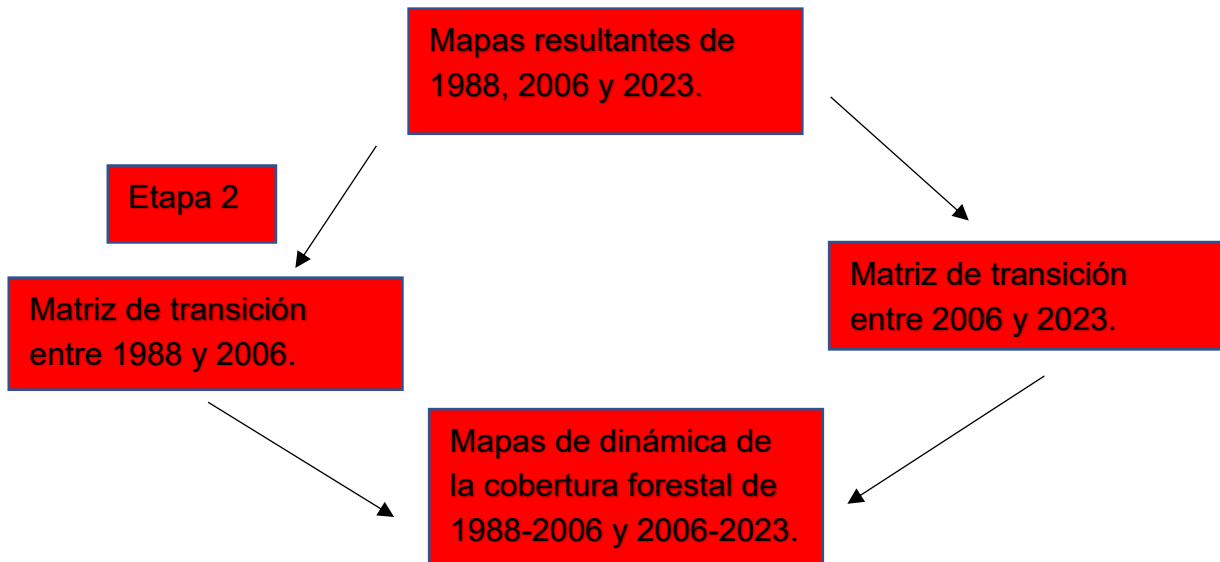 Mapas resultantes de
1988, 2006 y 2023.
Etapa 2
Matriz de transición
entre 1988 y 2006.
Matriz de transición
entre 2006 y 2023.
Mapas de dinámica de
la cobertura forestal de
1988-2006 y 2006-2023.